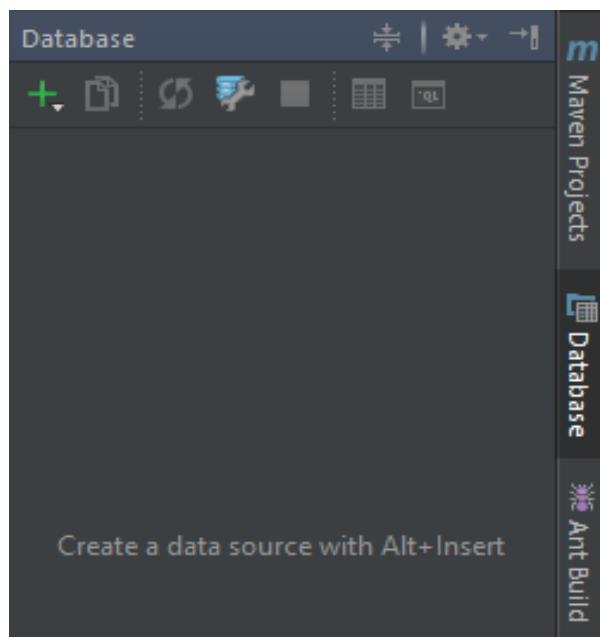 Database
m
Maven Projects
Database
Ant Build
Create a data source with Alt+Insert